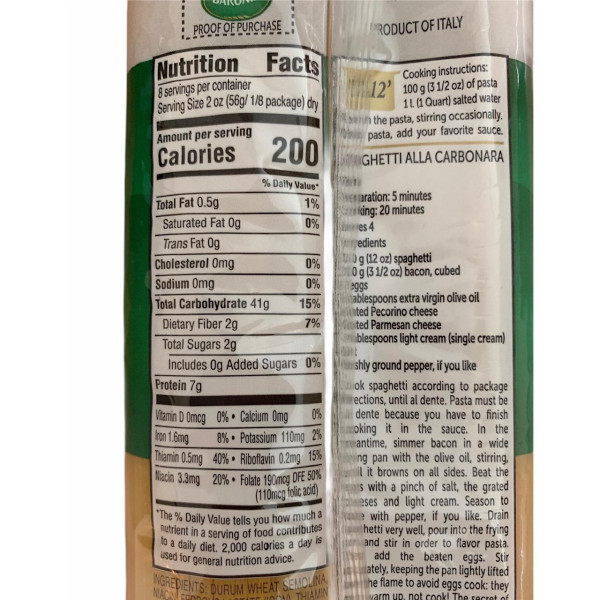 PROOF OF PURCHASE
Nutrition Facts
8 servings per container
Serving Size 2 oz (56g/ 1/8 package) dry
Amount per serving
Calories 200
% Daily Value*
Total Fat 0.5g 1%
Saturated Fat 0g 0%
Trans Fat 0g
Cholesterol 0mg 0%
Sodium 0mg 0%
Total Carbohydrate 41g 15%
Dietary Fiber 2g 7%
Total Sugars 2g
Includes 0g Added Sugars 0%
Protein 7g
Vitamin D 0mcg 0% • Calcium 0mg 0%
Iron 1.6mg 8% • Potassium 110mg 2%
Thiamin 0.5mg 40% • Riboflavin 0.2mg 15%
Niacin 3.3mg 20% • Folate 190mcg DFE 50%
(110mcg folic acid)
*The % Daily Value tells you how much a
nutrient in a serving of food contributes
to a daily diet. 2,000 calories a day is
used for general nutrition advice.
INGREDIENTS: DURUM WHEAT SEMOLINA,
PRODUCT OF ITALY
12'
Cooking instructions:
100 g (3 1/2 oz) of pasta
1 l. (1 Quart) salted water
the pasta, stirring occasionally.
pasta, add your favorite sauce.
GHETTI ALLA CARBONARA
aration: 5 minutes
king: 20 minutes
es 4
redients
g (12 oz) spaghetti
0 g (3 1/2 oz) bacon, cubed
eggs
tablespoons extra virgin olive oil
ated Pecorino cheese
ated Parmesan cheese
ablespoons light cream (single cream)
shly ground pepper, if you like
ok spaghetti according to package
ections, until al dente. Pasta must be
dente because you have to finish
oking it in the sauce. In the
eantime, simmer bacon in a wide
ng pan with the olive oil, stirring,
il it browns on all sides. Beat the
s with a pinch of salt, the grated
eses and light cream. Season to
with pepper, if you like. Drain
hetti very well, pour into the frying
and stir in order to flavor pasta.
add the beaten eggs. Stir
ately, keeping the pan lightly lifted
the flame to avoid eggs cook: they
warm up, not cook! The secret of